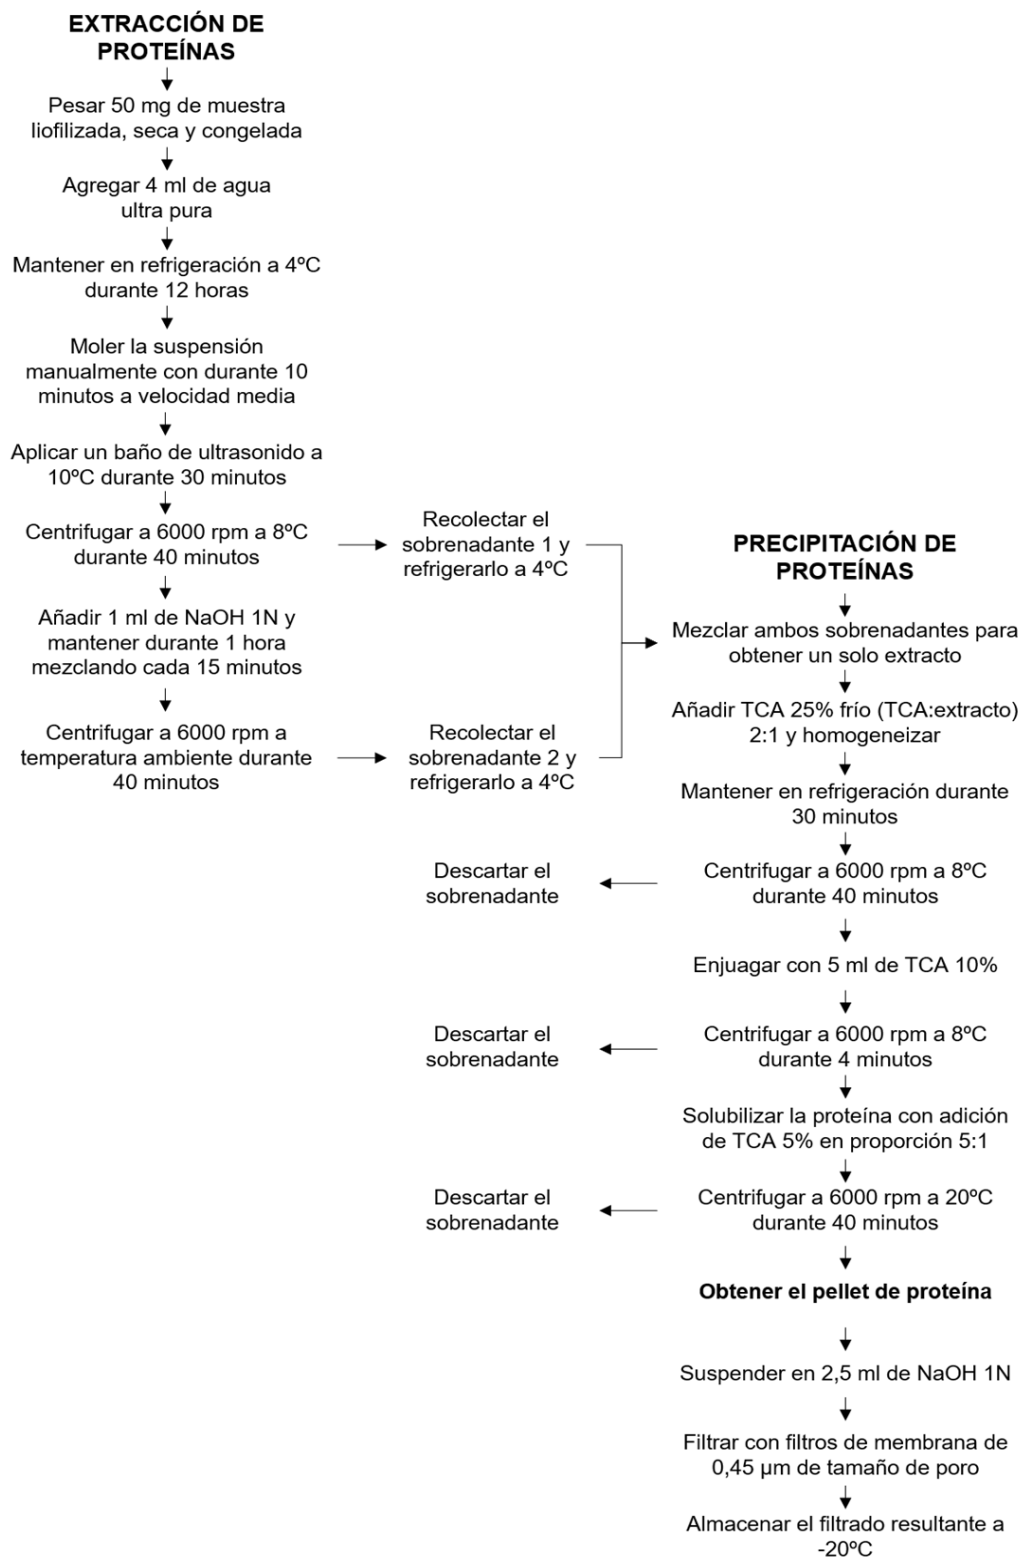 EXTRACCIÓN DE
PROTEÍNAS
Pesar 50 mg de muestra
liofilizada, seca y congelada
Agregar 4 ml de agua
ultra pura
Mantener en refrigeración a 4ºC
durante 12 horas
Moler la suspensión
manualmente con durante 10
minutos a velocidad media
Aplicar un baño de ultrasonido a
10ºC durante 30 minutos
Centrifugar a 6000 rpm a 8ºC
durante 40 minutos
Recolectar el
sobrenadante 1 y
refrigerarlo a 4ºC
Añadir 1 ml de NaOH 1N y
mantener durante 1 hora
mezclando cada 15 minutos
Centrifugar a 6000 rpm a
temperatura ambiente durante
40 minutos
Recolectar el
sobrenadante 2 y
refrigerarlo a 4ºC
PRECIPITACIÓN DE
PROTEÍNAS
Mezclar ambos sobrenadantes para
obtener un solo extracto
Añadir TCA 25% frío (TCA:extracto)
2:1 y homogeneizar
Mantener en refrigeración durante
30 minutos
Centrifugar a 6000 rpm a 8ºC
durante 40 minutos
Descartar el
sobrenadante
Enjuagar con 5 ml de TCA 10%
Centrifugar a 6000 rpm a 8ºC
durante 4 minutos
Descartar el
sobrenadante
Solubilizar la proteína con adición
de TCA 5% en proporción 5:1
Centrifugar a 6000 rpm a 20ºC
durante 40 minutos
Descartar el
sobrenadante
Obtener el pellet de proteína
Suspender en 2,5 ml de NaOH 1N
Filtrar con filtros de membrana de
0,45 µm de tamaño de poro
Almacenar el filtrado resultante a
-20ºC